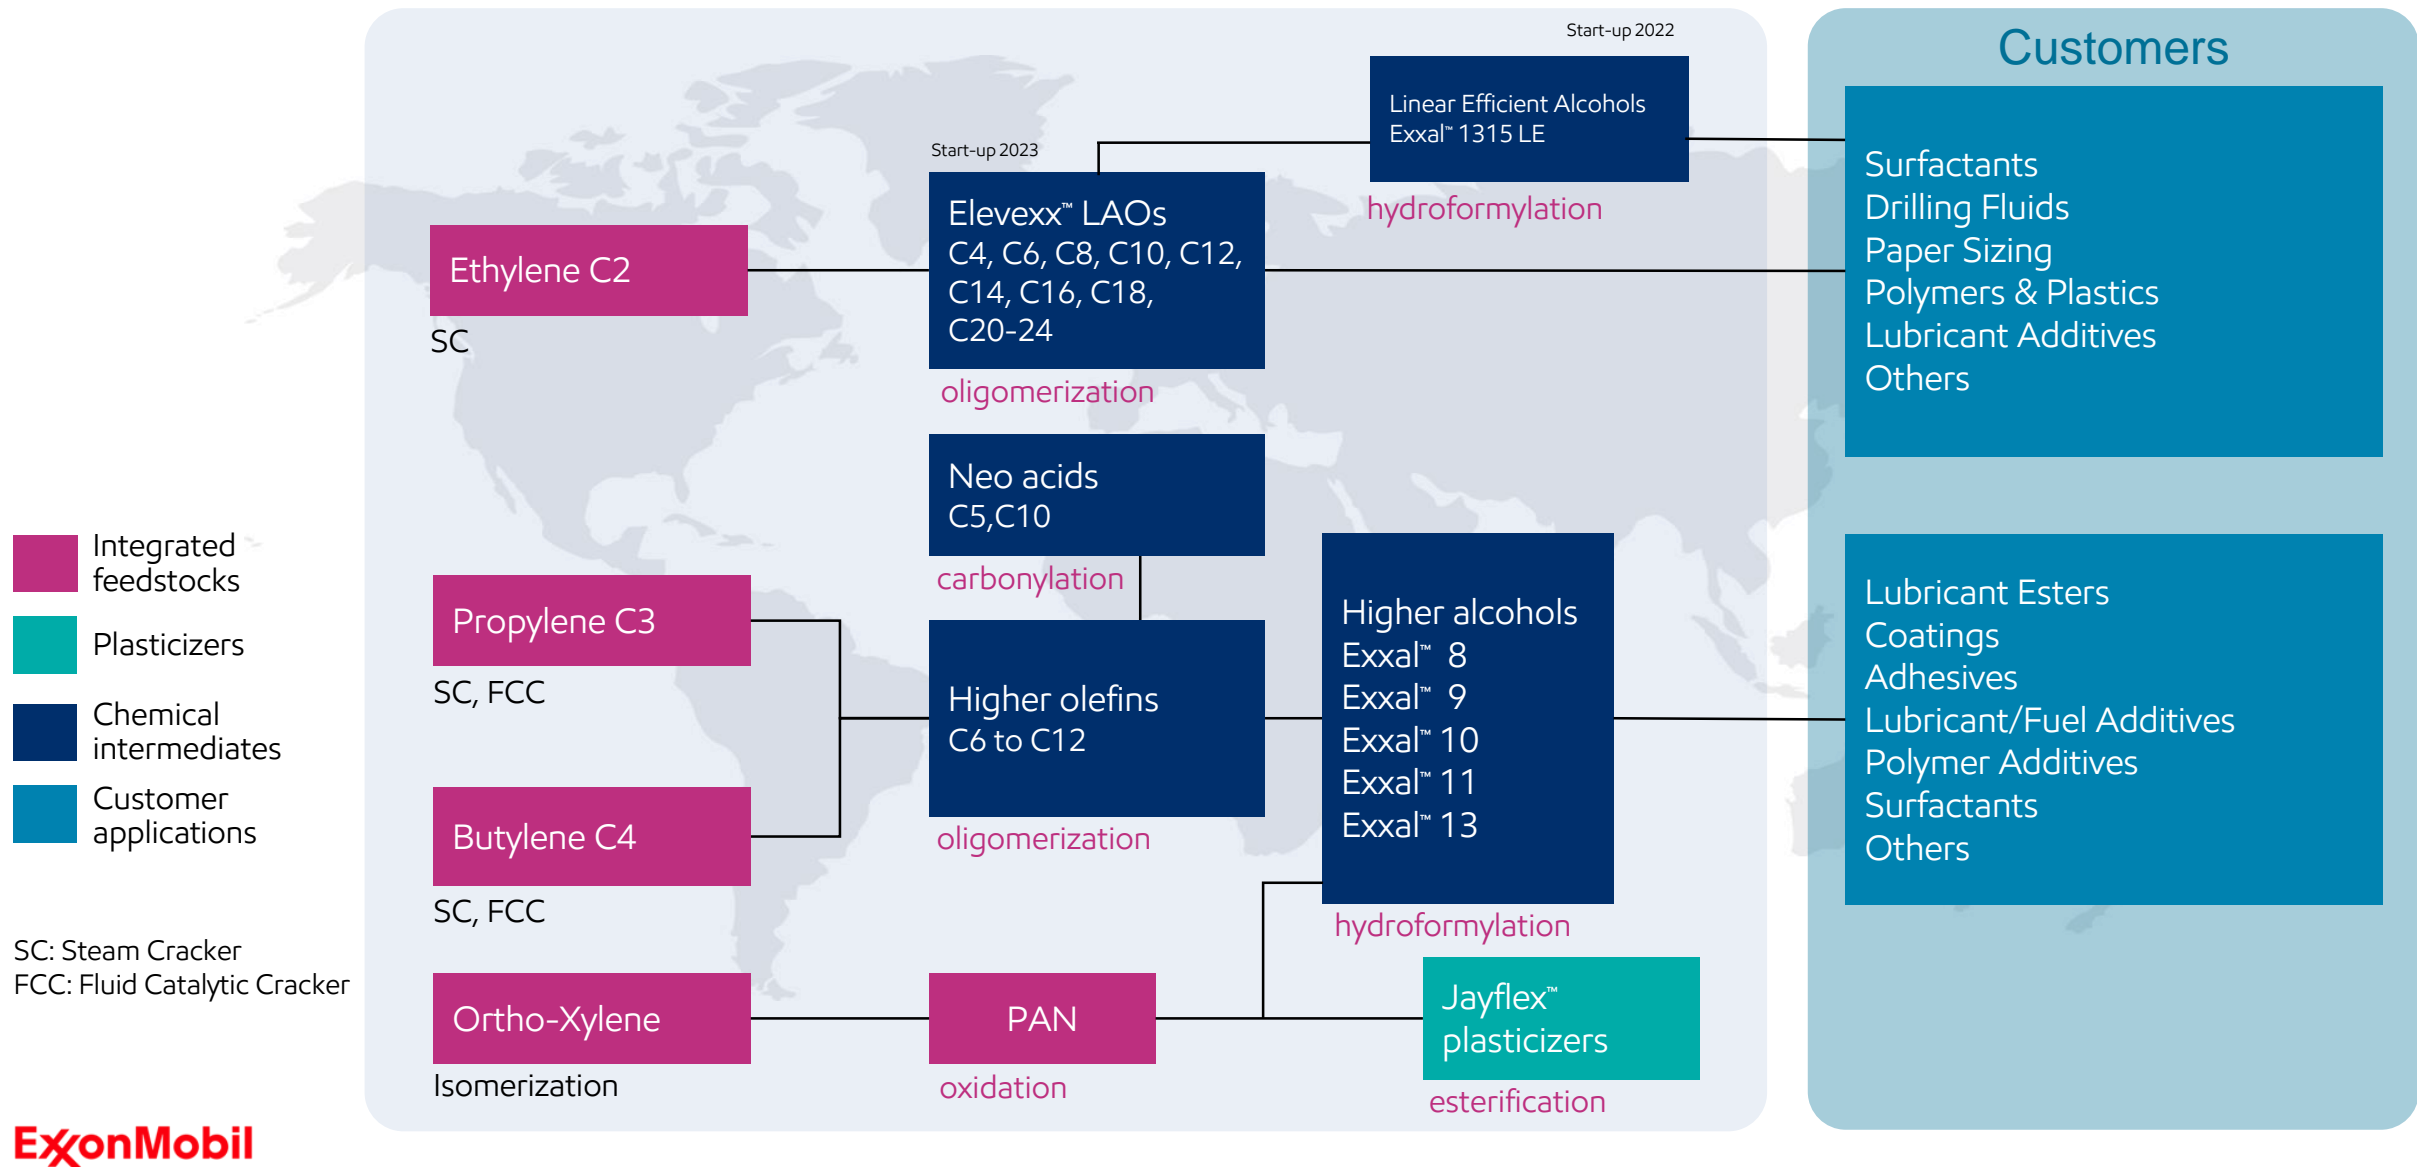 Start-up 2022
Customers
Linear Efficient Alcohols
Exxal™ 1315 LE
hydroformylation
Start-up 2023
Elevexx™ LAOs
C4, C6, C8, C10, C12,
C14, C16, C18,
C20-24
oligomerization
Ethylene C2
SC
Surfactants
Drilling Fluids
Paper Sizing
Polymers & Plastics
Lubricant Additives
Others
Neo acids
C5,C10
carbonylation
Integrated
feedstocks
Plasticizers
Chemical
intermediates
Customer
applications
Propylene C3
SC, FCC
Butylene C4
SC, FCC
Higher olefins
C6 to C12
oligomerization
Higher alcohols
Exxal™ 8
Exxal™ 9
Exxal™ 10
Exxal™ 11
Exxal™ 13
hydroformylation
Lubricant Esters
Coatings
Adhesives
Lubricant/Fuel Additives
Polymer Additives
Surfactants
Others
SC: Steam Cracker
FCC: Fluid Catalytic Cracker
Ortho-Xylene
Isomerization
PAN
oxidation
Jayflex™
plasticizers
esterification
ExxonMobil